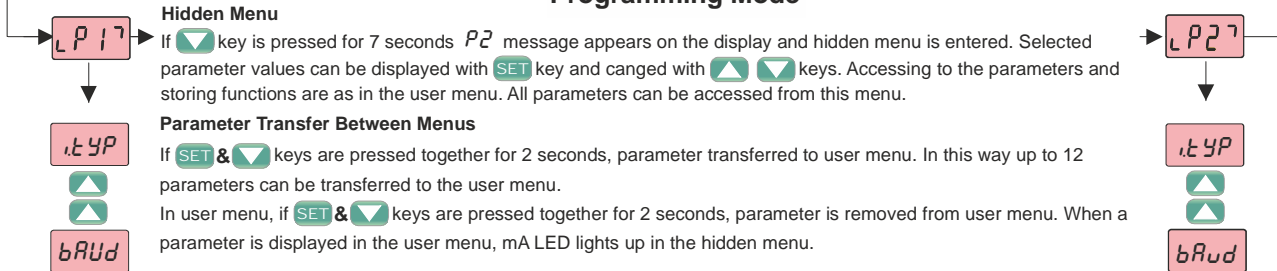 Programming Mode
Hidden Menu
P1
If key is pressed for 7 seconds P2 message appears on the display and hidden menu is entered. Selected
P2
parameter values can be displayed with SET key and canged with keys. Accessing to the parameters and
storing functions are as in the user menu. All parameters can be accessed from this menu.
Parameter Transfer Between Menus
i.tYP
If SET & keys are pressed together for 2 seconds, parameter transferred to user menu. In this way up to 12
i.tYP
parameters can be transferred to the user menu.
In user menu, if SET & keys are pressed together for 2 seconds, parameter is removed from user menu. When a
bAUd
parameter is displayed in the user menu, mA LED lights up in the hidden menu.
bAud